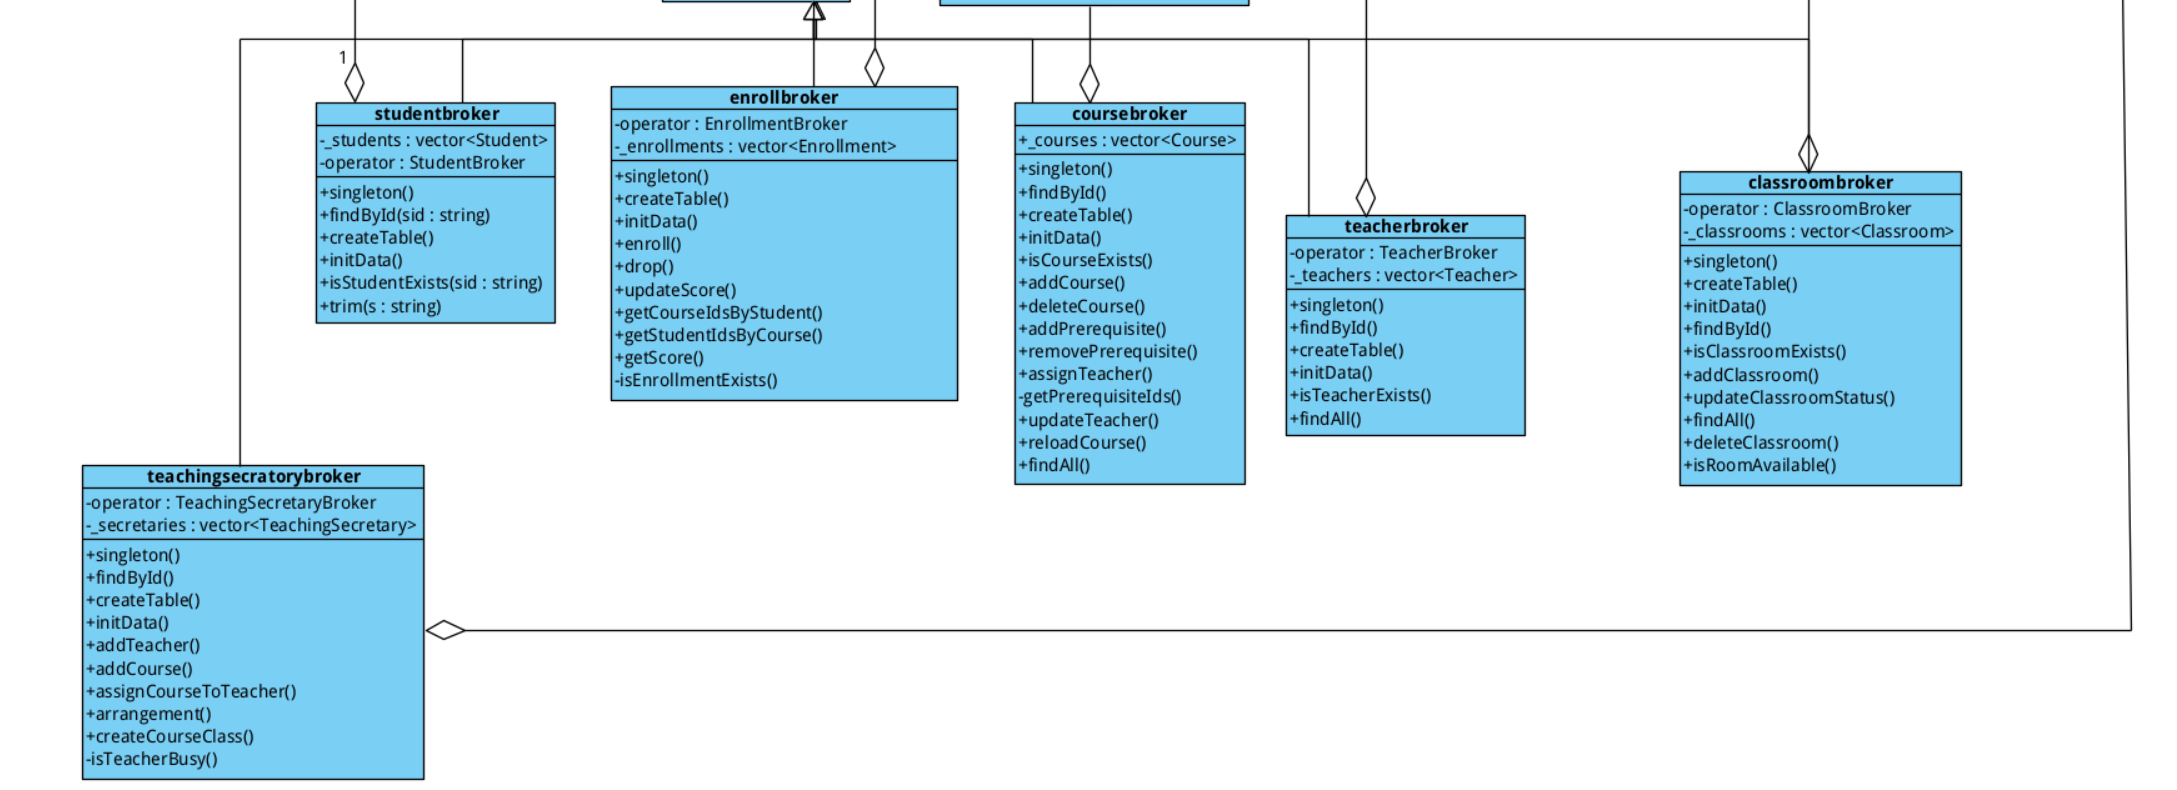 1
studentbroker
-_students : vector<Student>
-operator : StudentBroker
+singleton()
+findById(sid : string)
+createTable()
+initData()
+isStudentExists(sid : string)
+trim(s : string)
enrollbroker
-operator : EnrollmentBroker
-_enrollments : vector<Enrollment>
+singleton()
+createTable()
+initData()
+enroll()
+drop()
+updateScore()
+getCourseIdsByStudent()
+getStudentIdsByCourse()
+getScore()
-isEnrollmentExists()
coursebroker
+_courses : vector<Course>
+singleton()
+findById()
+createTable()
+initData()
+isCourseExists()
+addCourse()
+deleteCourse()
+addPrerequisite()
+removePrerequisite()
+assignTeacher()
-getPrerequisiteIds()
+updateTeacher()
+reloadCourse()
+findAll()
teacherbroker
-operator : TeacherBroker
-_teachers : vector<Teacher>
+singleton()
+findById()
+createTable()
+initData()
+isTeacherExists()
+findAll()
classroombroker
-operator : ClassroomBroker
-_classrooms : vector<Classroom>
+singleton()
+createTable()
+initData()
+findById()
+isClassroomExists()
+addClassroom()
+updateClassroomStatus()
+findAll()
+deleteClassroom()
+isRoomAvailable()
teachingsecratorybroker
-operator : TeachingSecretaryBroker
-_secretaries : vector<TeachingSecretary>
+singleton()
+findById()
+createTable()
+initData()
+addTeacher()
+addCourse()
+assignCourseToTeacher()
+arrangement()
+createCourseClass()
-isTeacherBusy()